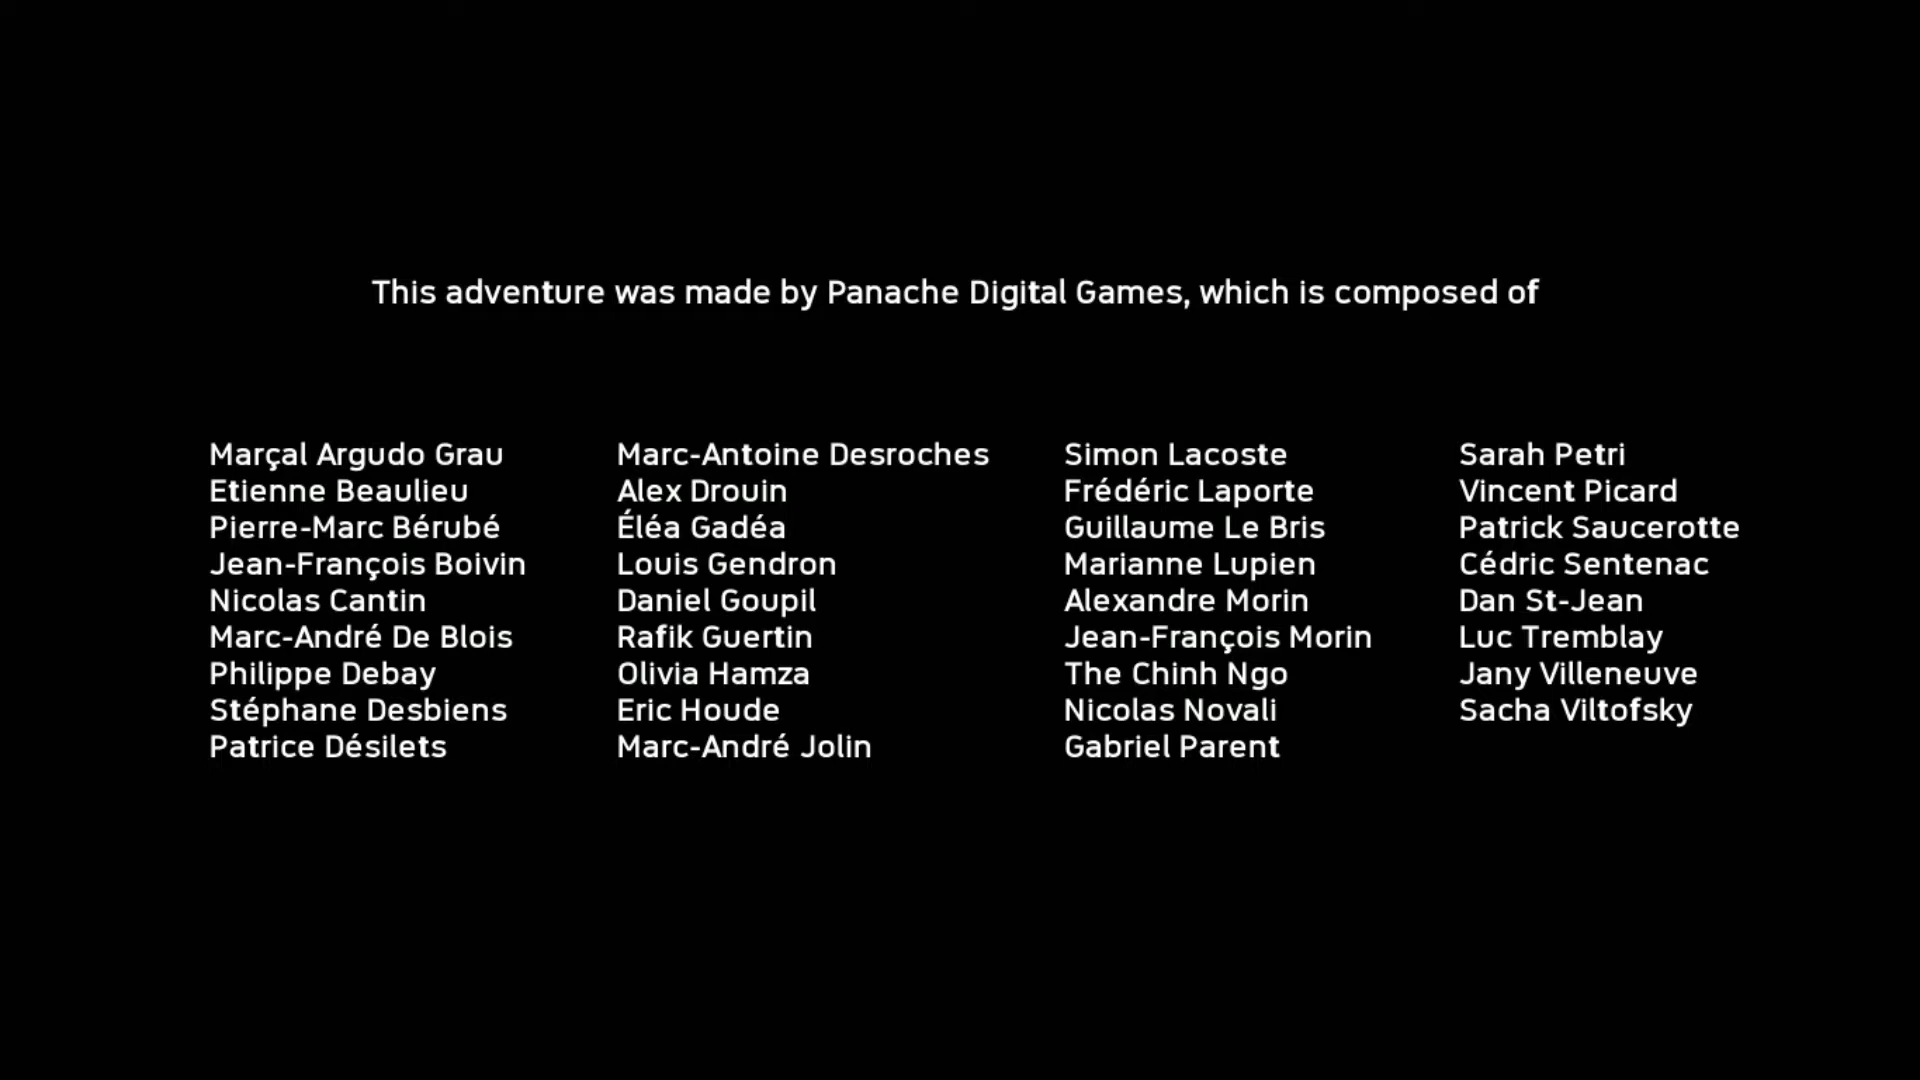 This adventure was made by Panache Digital Games, which is composed of
Marçal Argudo Grau
Etienne Beaulieu
Pierre-Marc Bérubé
Jean-François Boivin
Nicolas Cantin
Marc-André De Blois
Philippe Debay
Stéphane Desbiens
Patrice Désilets
Marc-Antoine Desroches
Alex Drouin
Éléa Gadéa
Louis Gendron
Daniel Goupil
Rafik Guertin
Olivia Hamza
Eric Houde
Marc-André Jolin
Simon Lacoste
Frédéric Laporte
Guillaume Le Bris
Marianne Lupien
Alexandre Morin
Jean-François Morin
The Chinh Ngo
Nicolas Novali
Gabriel Parent
Sarah Petri
Vincent Picard
Patrick Saucerotte
Cédric Sentenac
Dan St-Jean
Luc Tremblay
Jany Villeneuve
Sacha Viltofsky